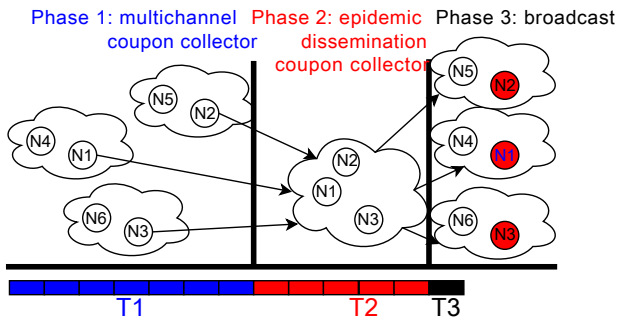 Phase 1: multichannel
coupon collector
Phase 2: epidemic
dissemination
coupon collector
Phase 3: broadcast
N5
N2
N4
N1
N6
N3
N2
N1
N3
N5
N2
N4
N1
N6
N3
T1
T2
T3